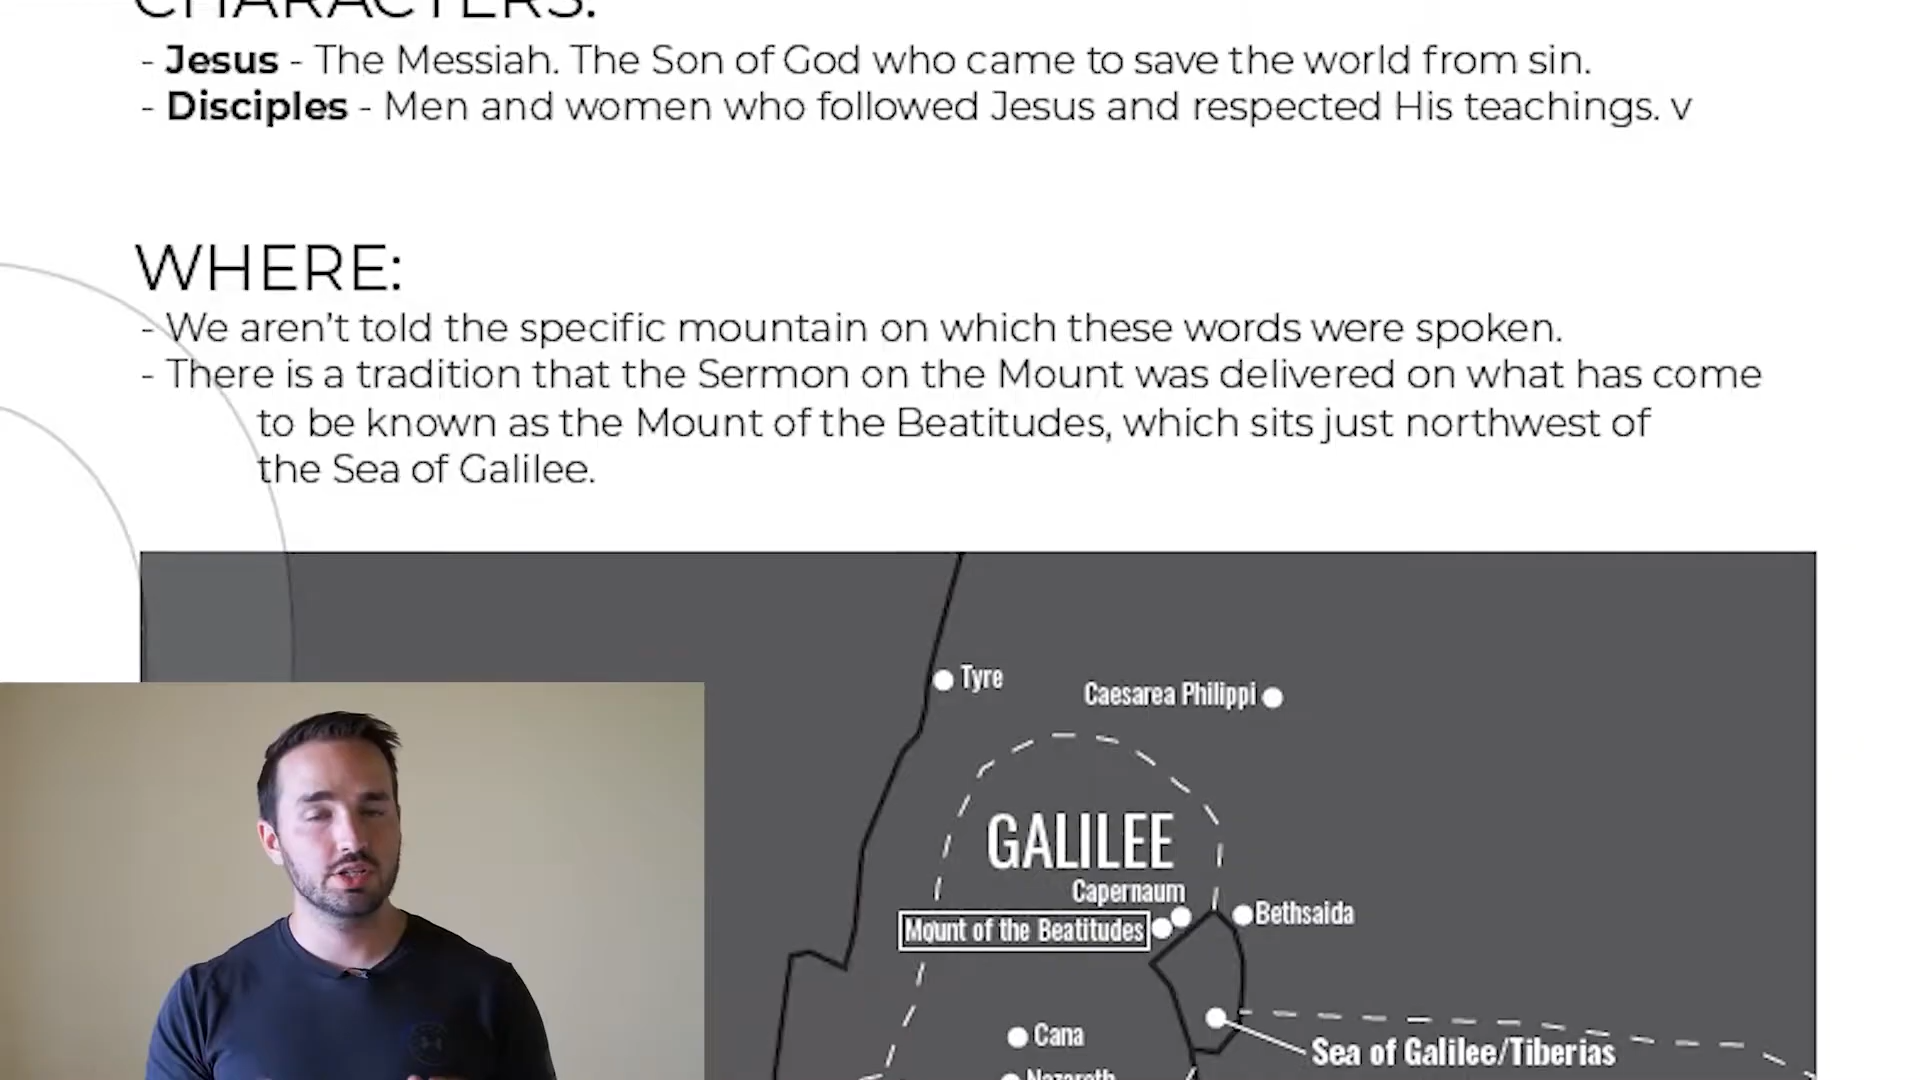 CHARACTERS:
- Jesus - The Messiah. The Son of God who came to save the world from sin.
- Disciples - Men and women who followed Jesus and respected His teachings. v
WHERE:
- We aren't told the specific mountain on which these words were spoken.
- There is a tradition that the Sermon on the Mount was delivered on what has come
to be known as the Mount of the Beatitudes, which sits just northwest of
the Sea of Galilee.
Tyre
Caesarea Philippi
GALILEE
Capernaum
Mount of the Beatitudes
Bethsaida
Cana
Sea of Galilee/Tiberias
Nazareth